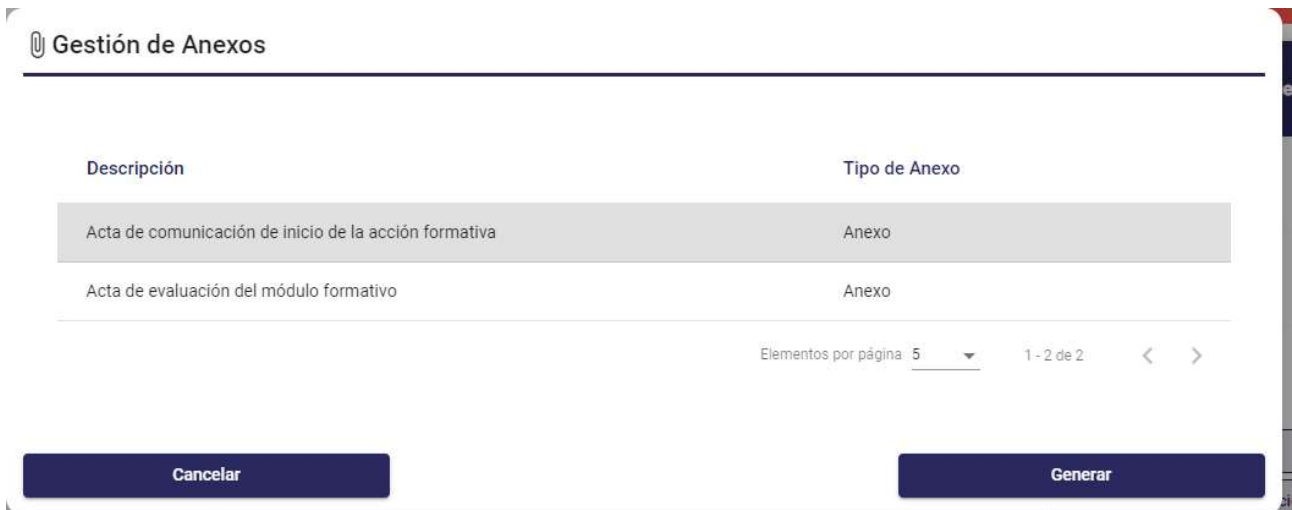 Gestión de Anexos
Descripción Tipo de Anexo
Acta de comunicación de inicio de la acción formativa Anexo
Acta de evaluación del módulo formativo Anexo
Elementos por página 5 1 - 2 de 2
Cancelar Generar